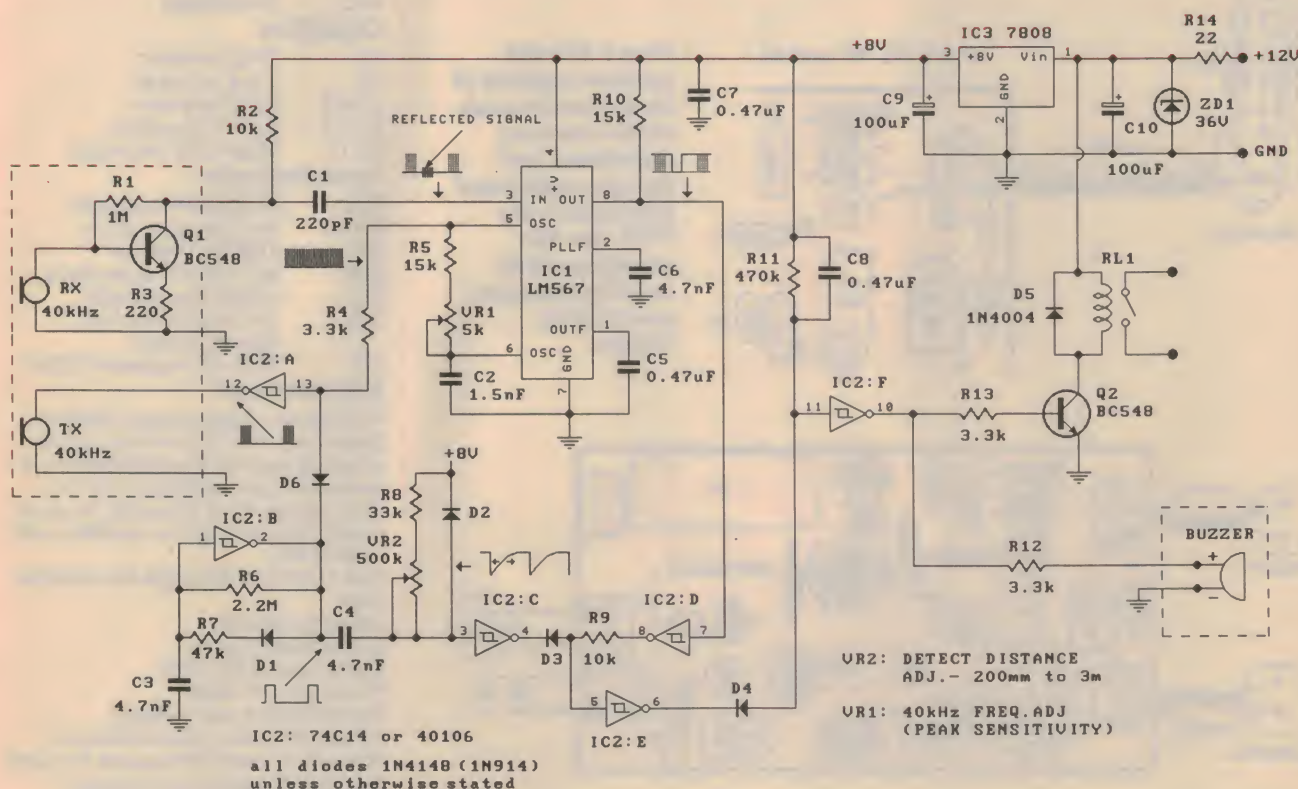 R14
22
IC3 7808
+8V
3
+8V
Vin
1
+12V
GND
2
C9
100uF
C10
100uF
ZD1
36V
GND
R2
10k
REFLECTED SIGNAL
R10
15k
C7
0.47uF
R1
1M
C1
220pF
4
+V
3
IN
OUT
8
5
OSC
PLLF
2
IC1
LM567
OUTF
1
6
OSC
GND
7
Q1
BC548
R3
220
RX
40kHz
R5
15k
VR1
5k
R4
3.3k
C6
4.7nF
C5
0.47uF
C2
1.5nF
R11
470k
C8
0.47uF
RL1
D5
1N4004
IC2:A
12
13
TX
40kHz
IC2:F
11
10
R13
3.3k
Q2
BC548
+8V
D6
R8
33k
D2
VR2
500k
IC2:B
1
2
R6
2.2M
R7
47k
D1
C4
4.7nF
C3
4.7nF
IC2:C
3
4
D3
R9
10k
IC2:D
8
7
5
6
IC2:E
D4
R12
3.3k
BUZZER
+
−
VR2: DETECT DISTANCE
ADJ.- 200mm to 3m
VR1: 40kHz FREQ.ADJ
(PEAK SENSITIVITY)
IC2: 74C14 or 40106
all diodes 1N4148 (1N914)
unless otherwise stated